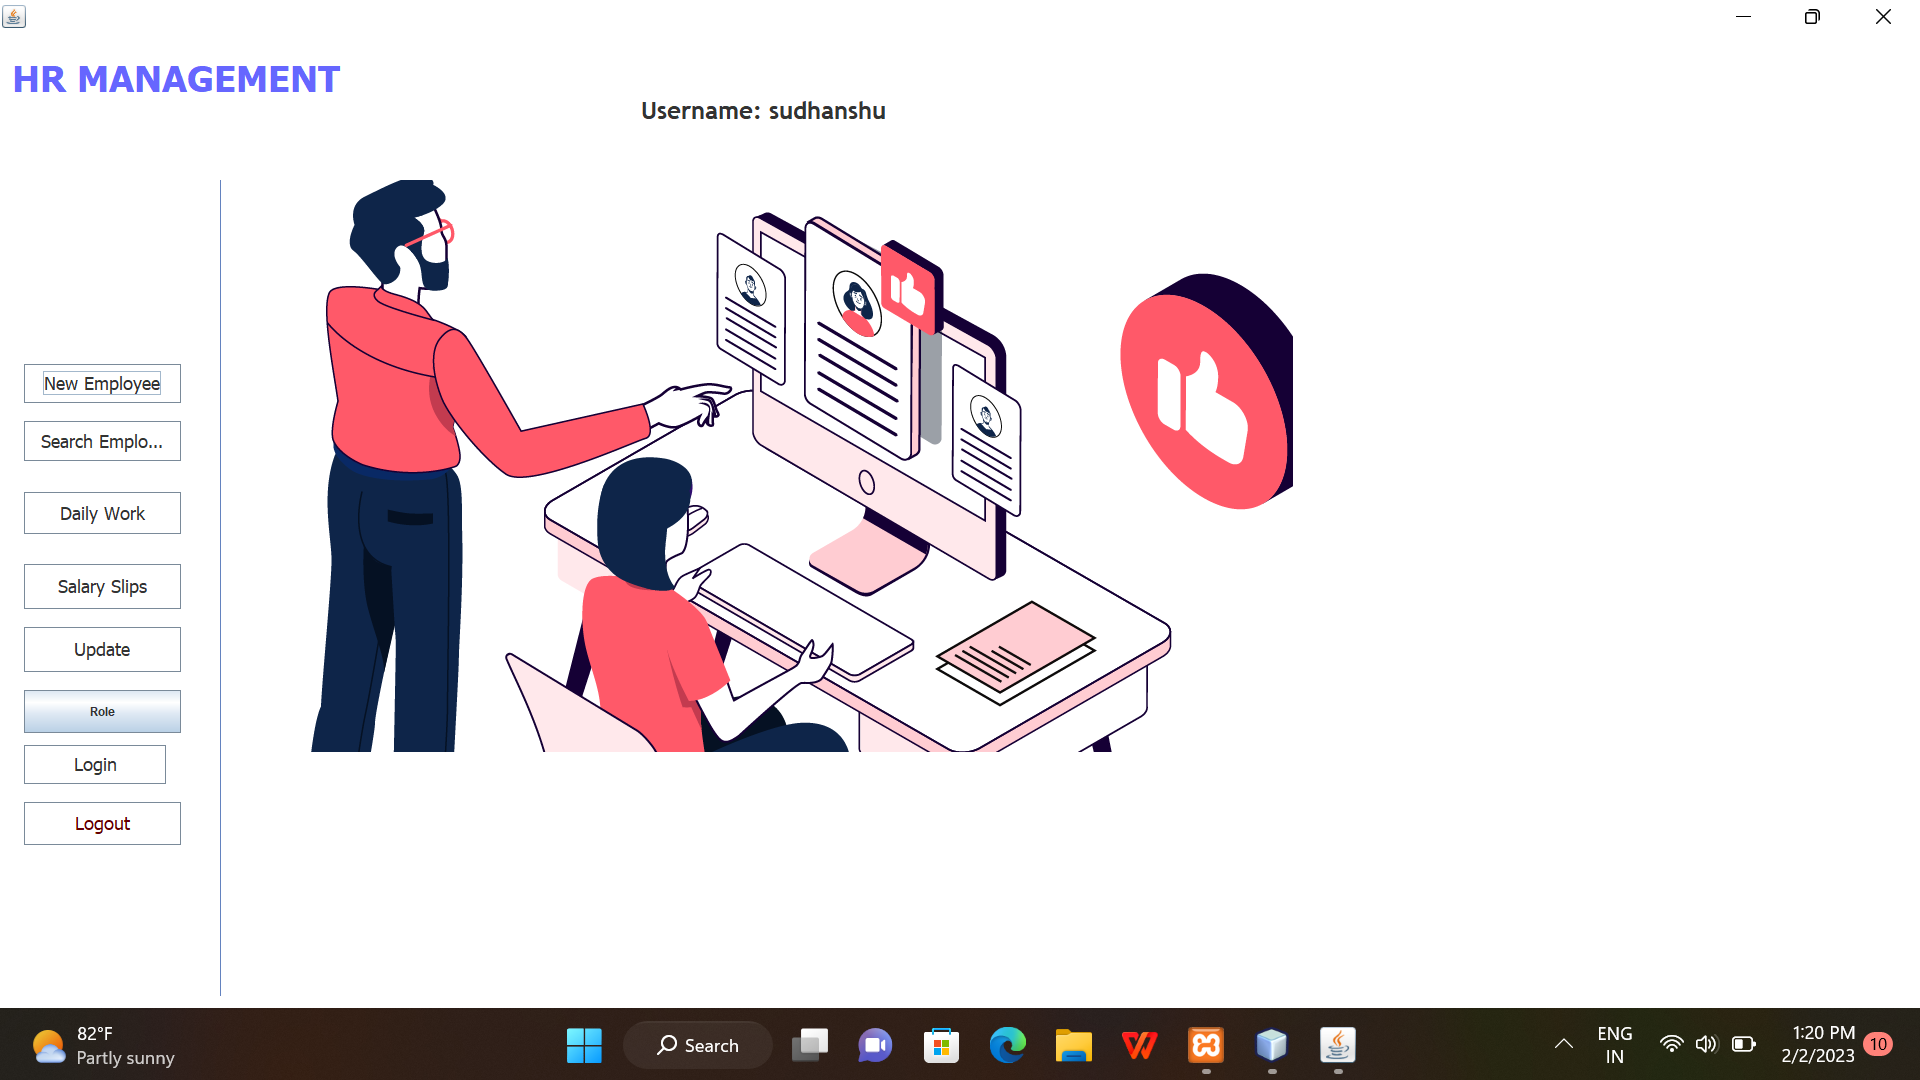 HR MANAGEMENT
Username: sudhanshu
New Employee
Search Emplo...
Daily Work
Salary Slips
Update
Role
Login
Logout
82°F
Partly sunny
Search
ENG
IN
1:20 PM
2/2/2023
10